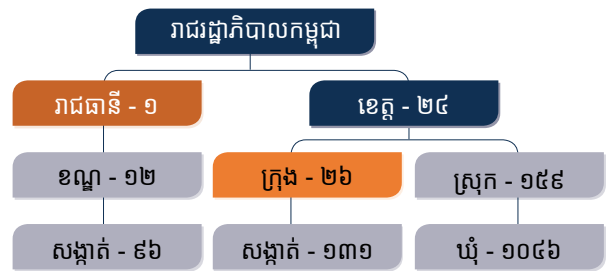 រាជរដ្ឋាភិបាលកម្ពុជា
រាជធានី - ១
ខេត្ត - ២៤
ខណ្ឌ - ១២
ក្រុង - ២៦
ស្រុក - ១៥៩
សង្កាត់ - ៩៦
សង្កាត់ - ១៣១
ឃុំ - ១០៤៦